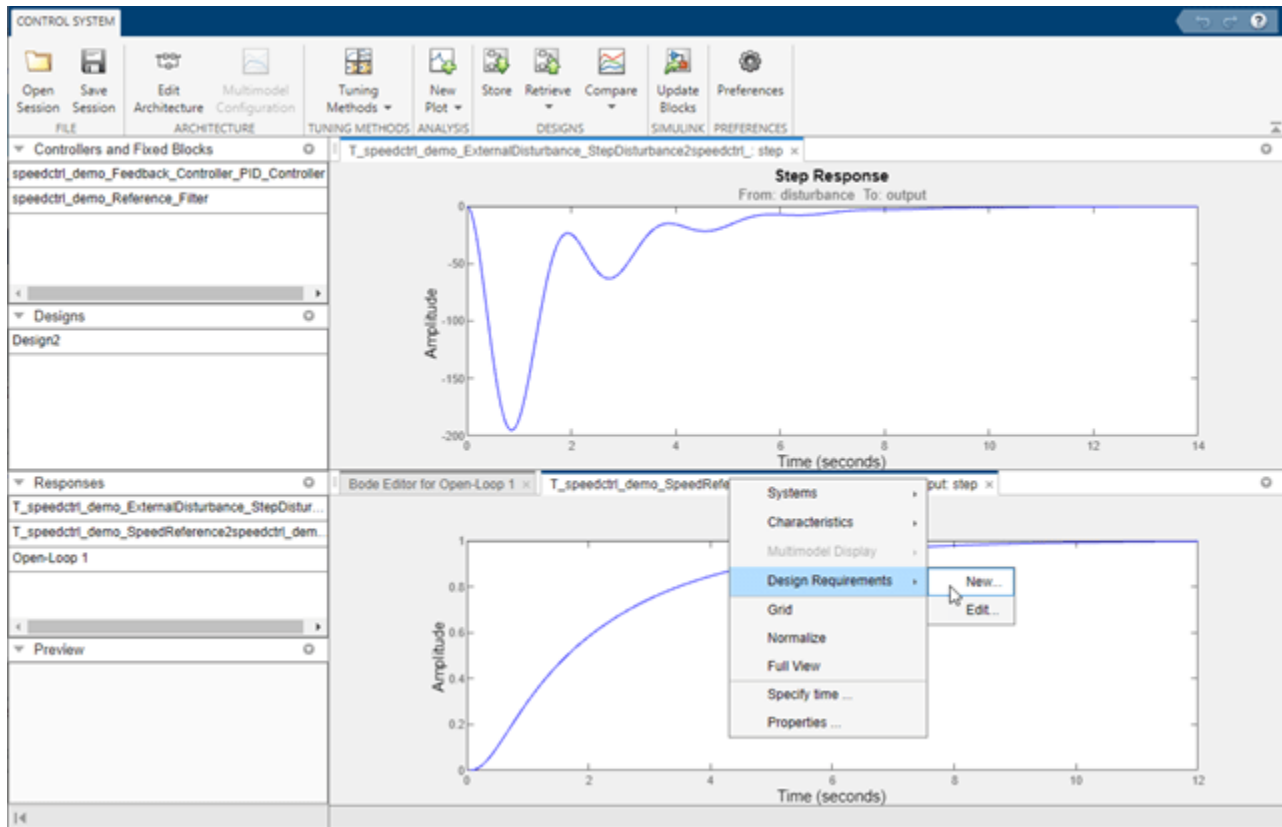 CONTROL SYSTEM
?
Open Session
Save Session
Edit Architecture
Multimodel Configuration
Tuning Methods
New Plot
Store
Retrieve
Compare
Update Blocks
Preferences
FILE
ARCHITECTURE
TUNING METHODS
ANALYSIS
DESIGNS
SIMULINK
PREFERENCES
Controllers and Fixed Blocks
speedctrl_demo_Feedback_Controller_PID_Controller
speedctrl_demo_Reference_Filter
Designs
Design2
Responses
T_speedctrl_demo_ExternalDisturbance_StepDistur...
T_speedctrl_demo_SpeedReference2speedctrl_dem
Open-Loop 1
Preview
T_speedctrl_demo_ExternalDisturbance_StepDisturbance2speedctrl_: step
Step Response
From: disturbance To: output
Amplitude
0
-50
-100
-150
-200
0 2 4 6 8 10 12 14
Time (seconds)
Bode Editor for Open-Loop 1
T_speedctrl_demo_SpeedRefe
put: step
Amplitude
1
0.8
0.6
0.4
0.2
0
0 2 4 6 8 10 12
Time (seconds)
Systems
Characteristics
Multimodel Display
Design Requirements
Grid
Normalize
Full View
Specify time ...
Properties ...
New...
Edit...